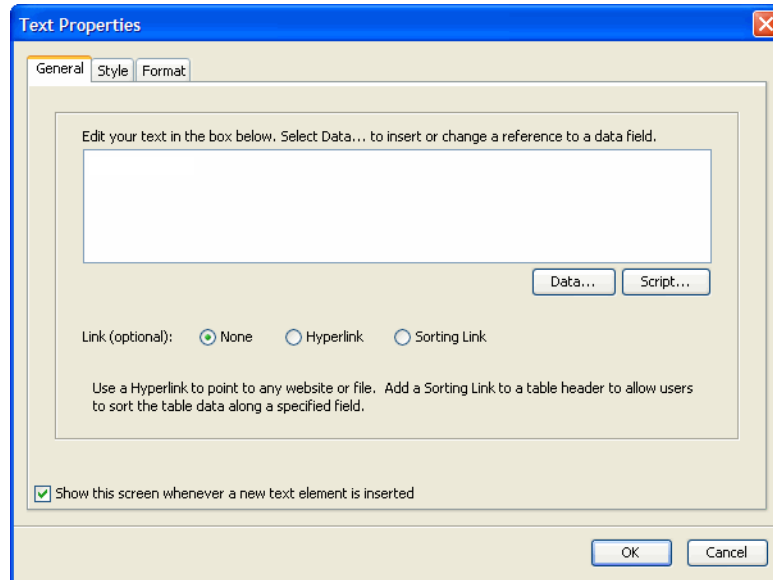 Text Properties
General Style Format
Edit your text in the box below. Select Data... to insert or change a reference to a data field.
Data... Script...
Link (optional): None Hyperlink Sorting Link
Use a Hyperlink to point to any website or file. Add a Sorting Link to a table header to allow users
to sort the table data along a specified field.
Show this screen whenever a new text element is inserted
OK Cancel